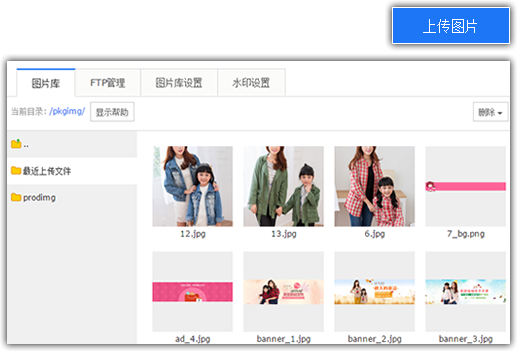 上传图片
图片库 FTP管理 图片库设置 水印设置
当前目录: /pkgimg/ 显示帮助 删除
..
最近上传文件
prodimg
12.jpg 13.jpg 6.jpg 7_bg.png
ad_4.jpg banner_1.jpg banner_2.jpg banner_3.jpg